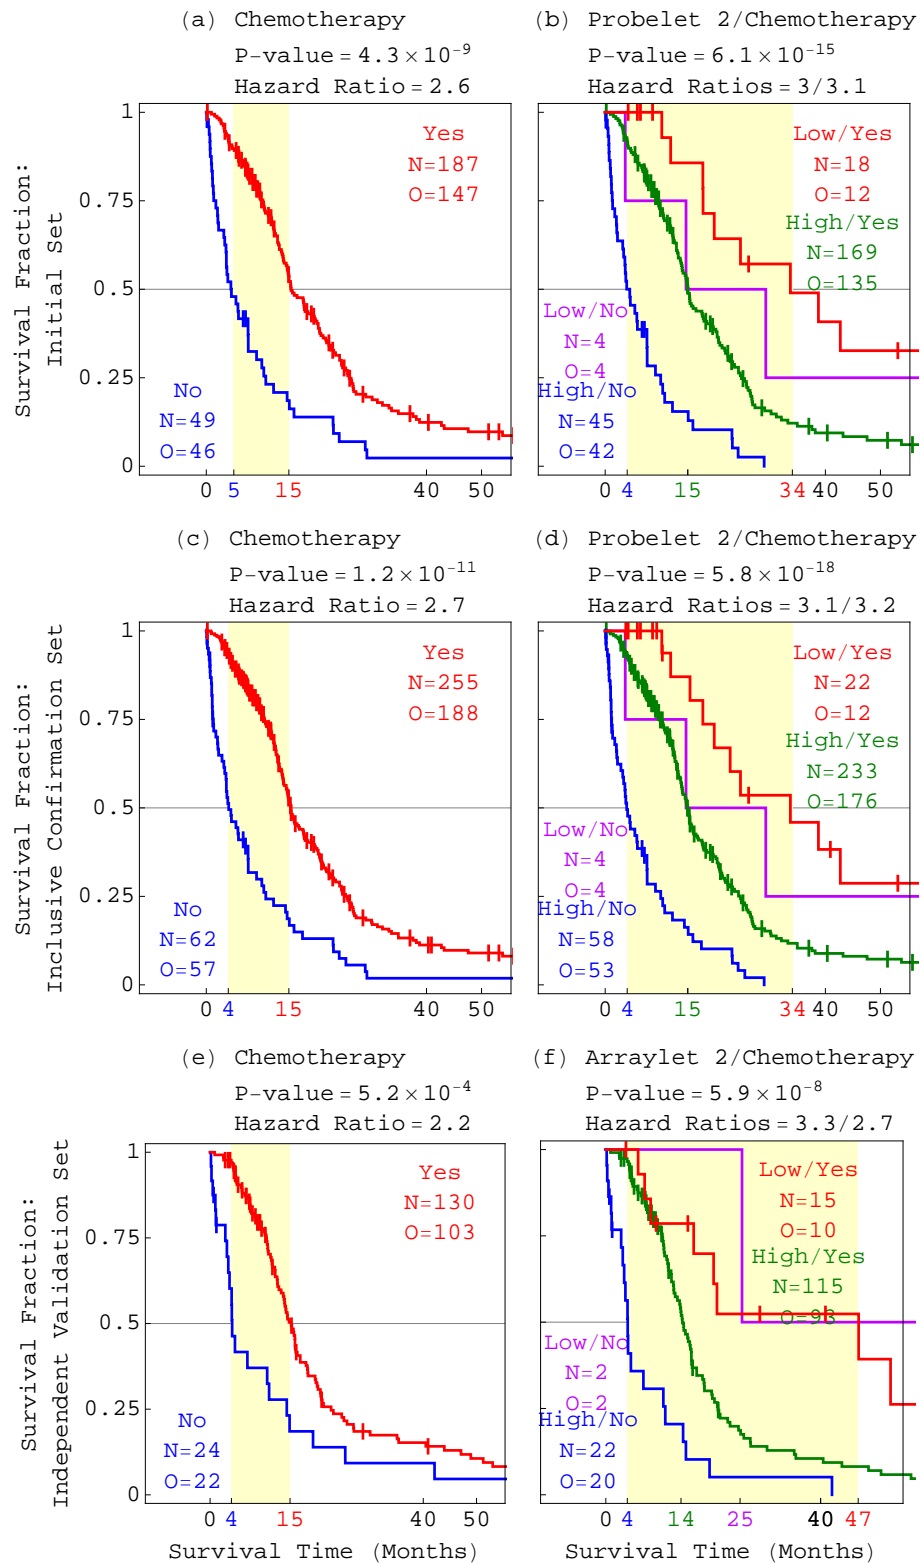 (a) Chemotherapy
P-value = 4.3 × 10⁻⁹
Hazard Ratio = 2.6
Survival Fraction:
Initial Set
1
0.75
0.5
0.25
0
Yes
N=187
O=147
No
N=49
O=46
0 5 15 40 50
(b) Probelet 2/Chemotherapy
P-value = 6.1 × 10⁻¹⁵
Hazard Ratios = 3/3.1
Low/Yes
N=18
O=12
High/Yes
N=169
O=135
Low/No
N=4
O=4
High/No
N=45
O=42
0 4 15 34 40 50
(c) Chemotherapy
P-value = 1.2 × 10⁻¹¹
Hazard Ratio = 2.7
Survival Fraction:
Inclusive Confirmation Set
1
0.75
0.5
0.25
0
Yes
N=255
O=188
No
N=62
O=57
0 4 15 40 50
(d) Probelet 2/Chemotherapy
P-value = 5.8 × 10⁻¹⁸
Hazard Ratios = 3.1/3.2
Low/Yes
N=22
O=12
High/Yes
N=233
O=176
Low/No
N=4
O=4
High/No
N=58
O=53
0 4 15 34 40 50
(e) Chemotherapy
P-value = 5.2 × 10⁻⁴
Hazard Ratio = 2.2
Survival Fraction:
Independent Validation Set
1
0.75
0.5
0.25
0
Yes
N=130
O=103
No
N=24
O=22
0 4 15 40 50
Survival Time (Months)
(f) Arraylet 2/Chemotherapy
P-value = 5.9 × 10⁻⁸
Hazard Ratios = 3.3/2.7
Low/Yes
N=15
O=10
High/Yes
N=115
O=93
Low/No
N=2
O=2
High/No
N=22
O=20
0 4 14 25 40 47
Survival Time (Months)